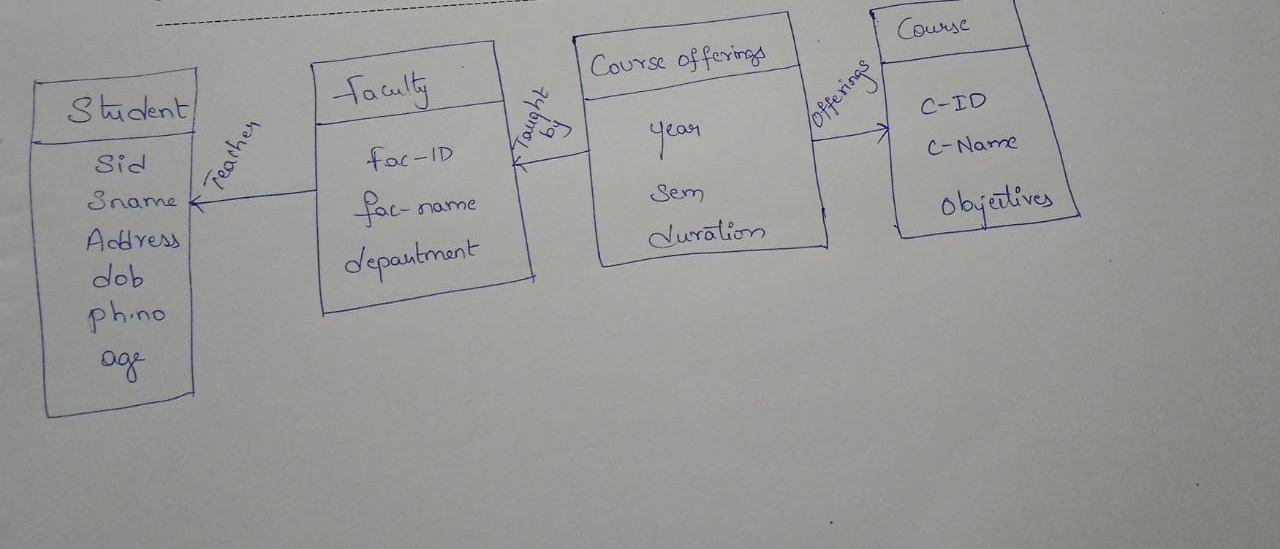 Student
Sid
Sname
Address
dob
ph.no
age
Teacher
Faculty
fac-ID
fac-name
department
Taught
by
Course offerings
year
Sem
duration
Offerings
Course
C-ID
C-Name
Objectives